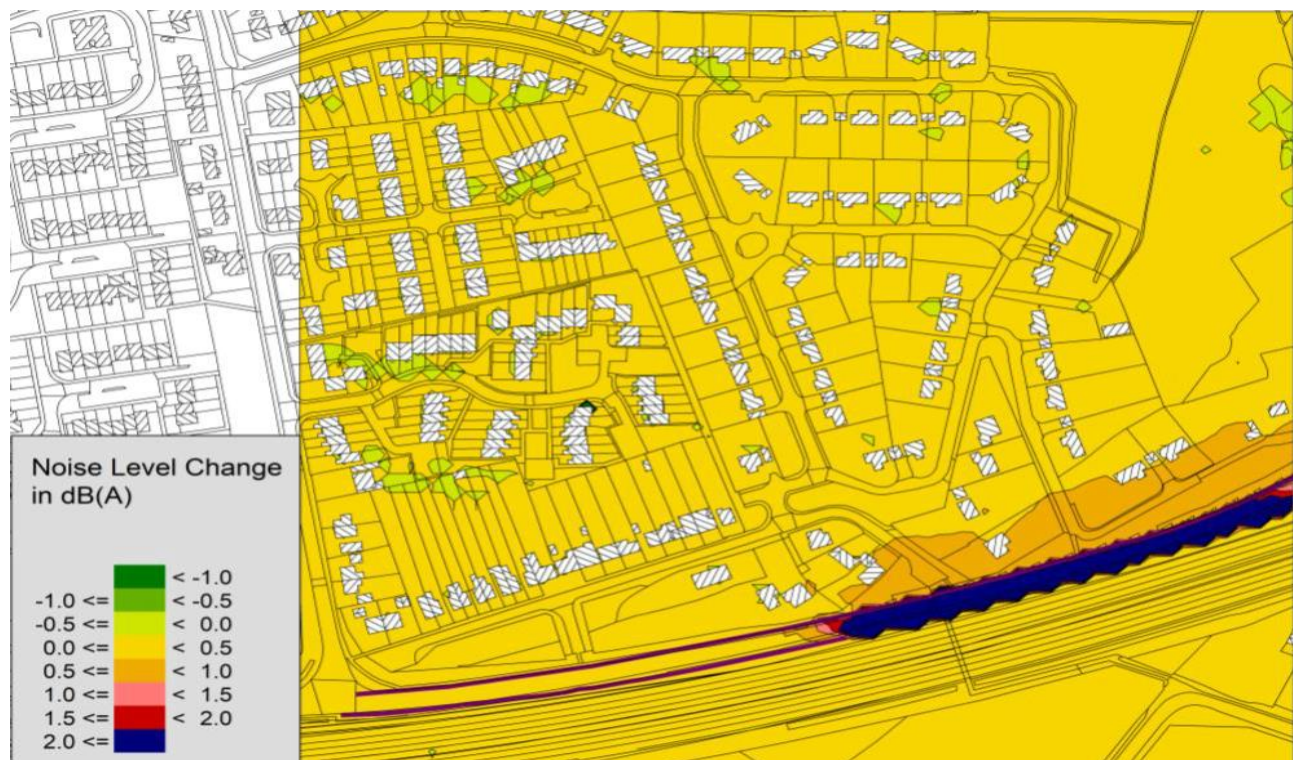 Noise Level Change
in dB(A)
< -1.0
-1.0 <= < -0.5
-0.5 <= < 0.0
0.0 <= < 0.5
0.5 <= < 1.0
1.0 <= < 1.5
1.5 <= < 2.0
2.0 <=